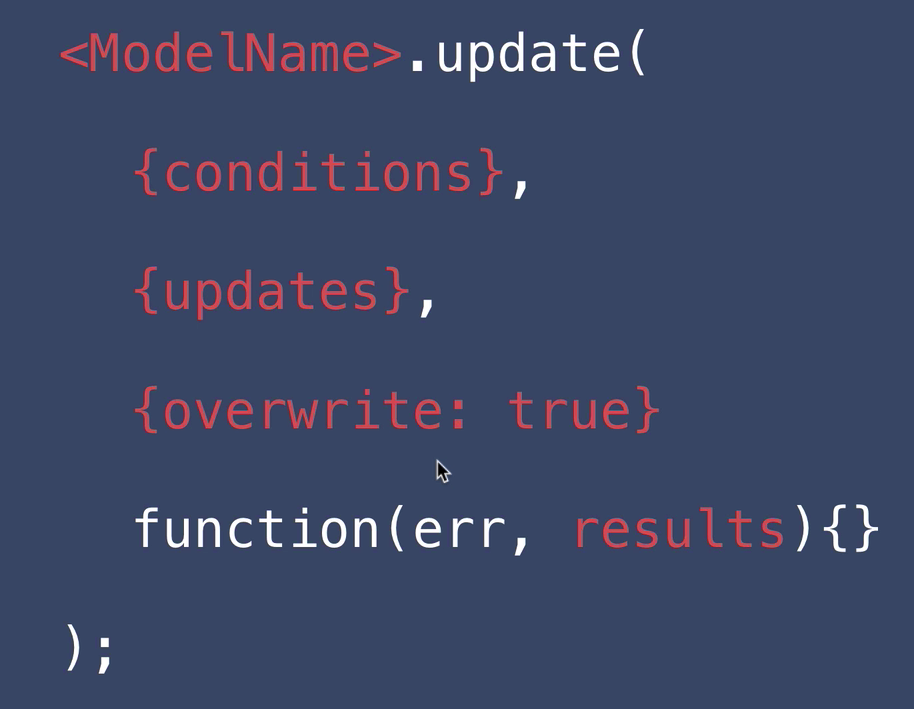 <ModelName>.update(
{conditions},
{updates},
{overwrite: true}
function(err, results){}
);